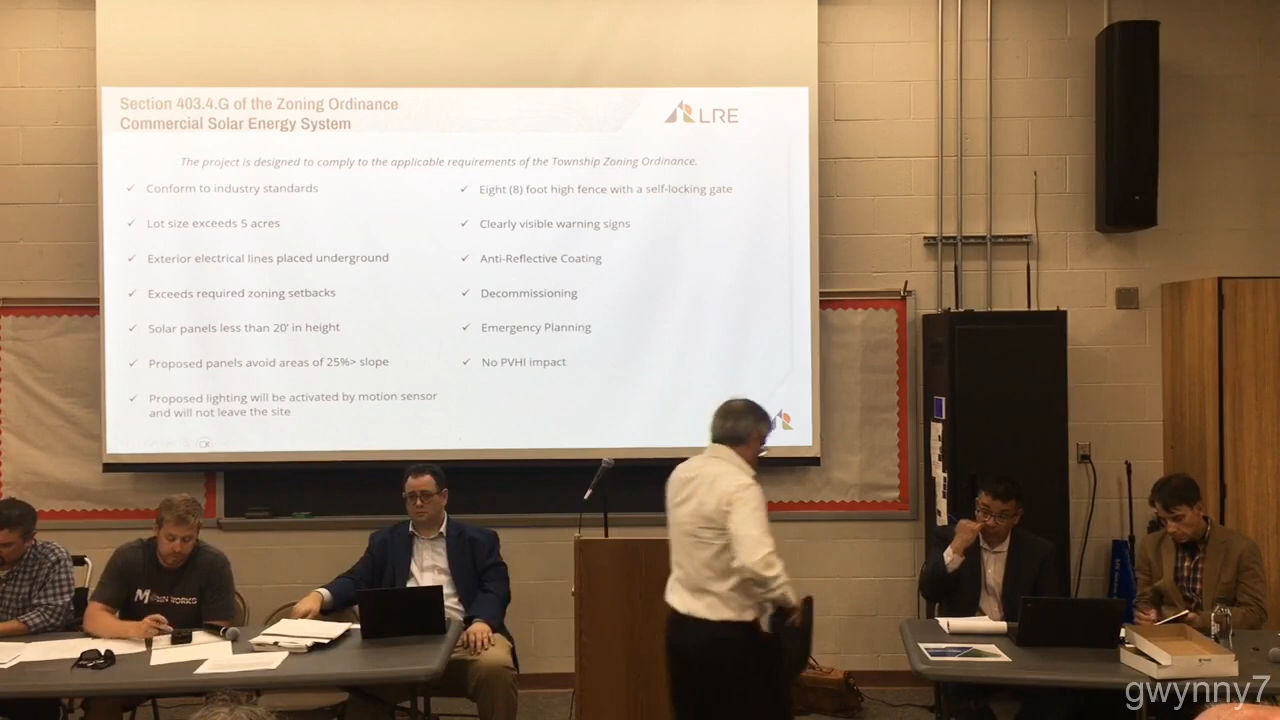 Section 403.4.G of the Zoning Ordinance
Commercial Solar Energy System
LRE
The project is designed to comply to the applicable requirements of the Township Zoning Ordinance.
✓ Conform to industry standards
✓ Lot size exceeds 5 acres
✓ Exterior electrical lines placed underground
✓ Exceeds required zoning setbacks
✓ Solar panels less than 20' in height
✓ Proposed panels avoid areas of 25%> slope
✓ Proposed lighting will be activated by motion sensor
and will not leave the site
✓ Eight (8) foot high fence with a self-locking gate
✓ Clearly visible warning signs
✓ Anti-Reflective Coating
✓ Decommissioning
✓ Emergency Planning
✓ No PVHI impact
gwynny7